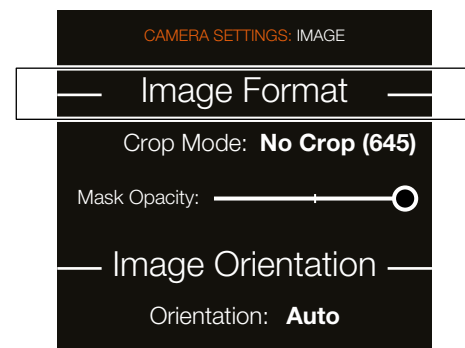 CAMERA SETTINGS: IMAGE
Image Format
Crop Mode: No Crop (645)
Mask Opacity:
Image Orientation
Orientation: Auto